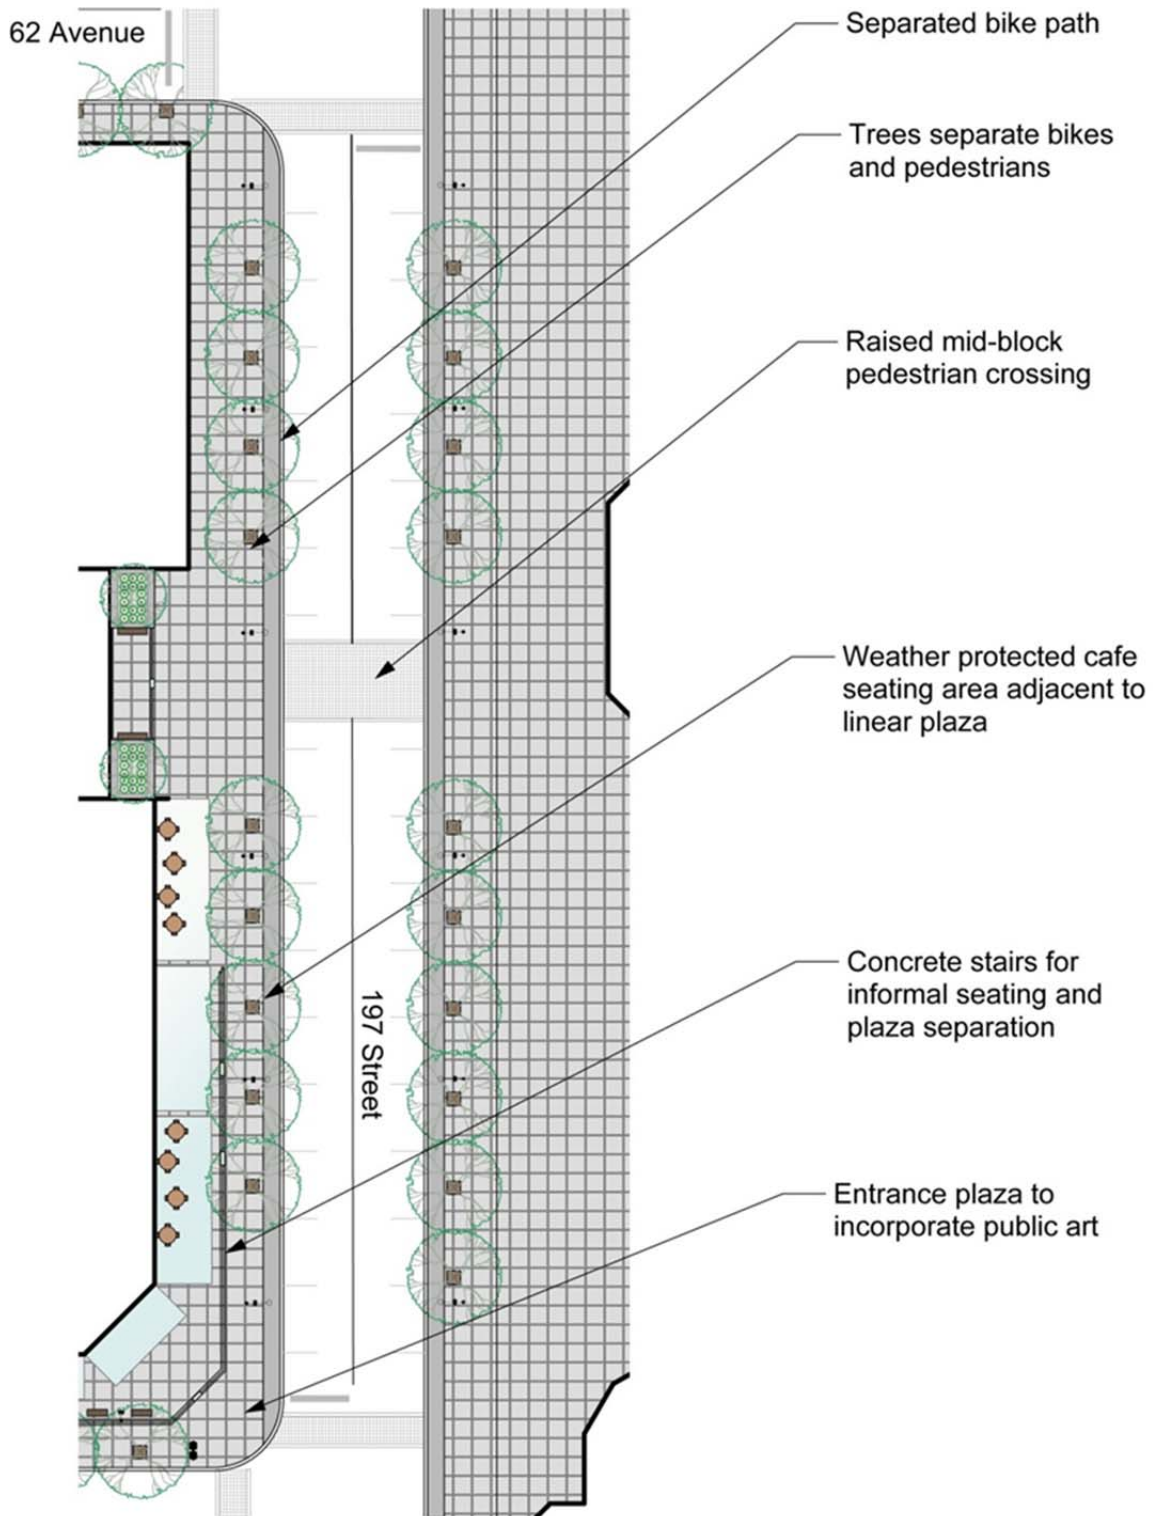 62 Avenue
Separated bike path
Trees separate bikes
and pedestrians
Raised mid-block
pedestrian crossing
Weather protected cafe
seating area adjacent to
linear plaza
197 Street
Concrete stairs for
informal seating and
plaza separation
Entrance plaza to
incorporate public art